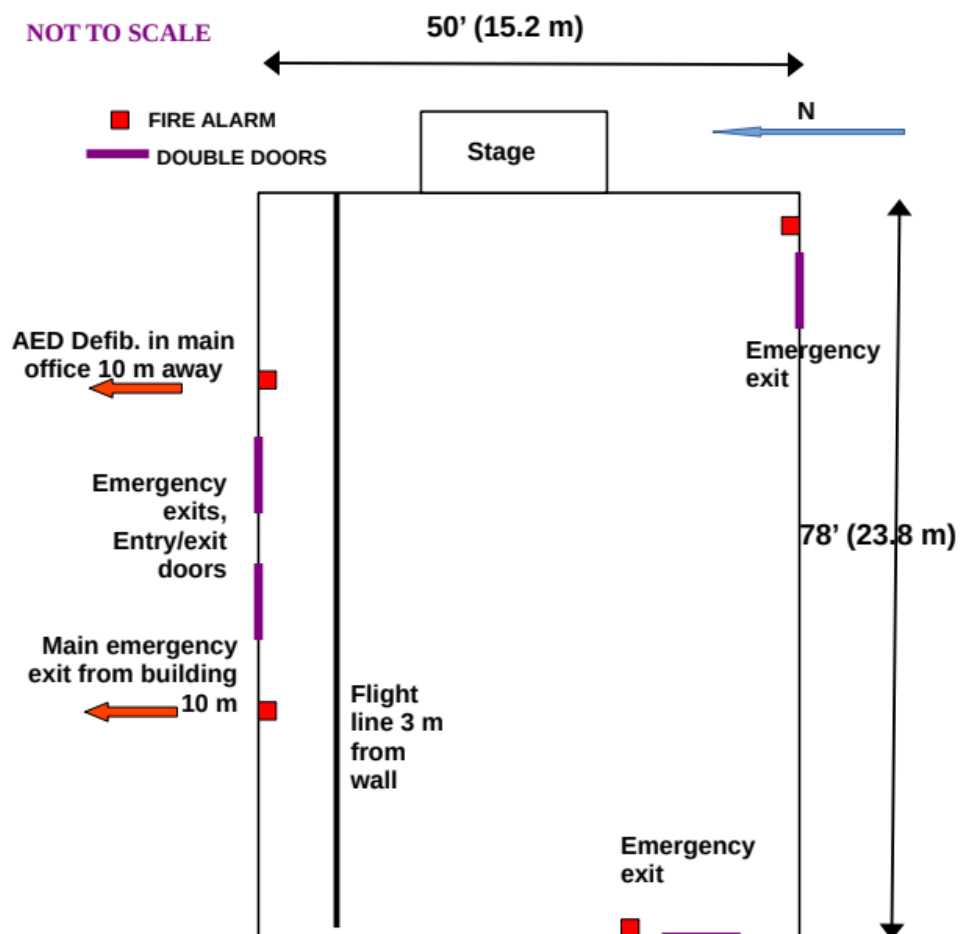 NOT TO SCALE
50’ (15.2 m)
FIRE ALARM
DOUBLE DOORS
N
Stage
AED Defib. in main
office 10 m away
Emergency
exit
Emergency
exits,
Entry/exit
doors
78’ (23.8 m)
Main emergency
exit from building
10 m
Flight
line 3 m
from
wall
Emergency
exit